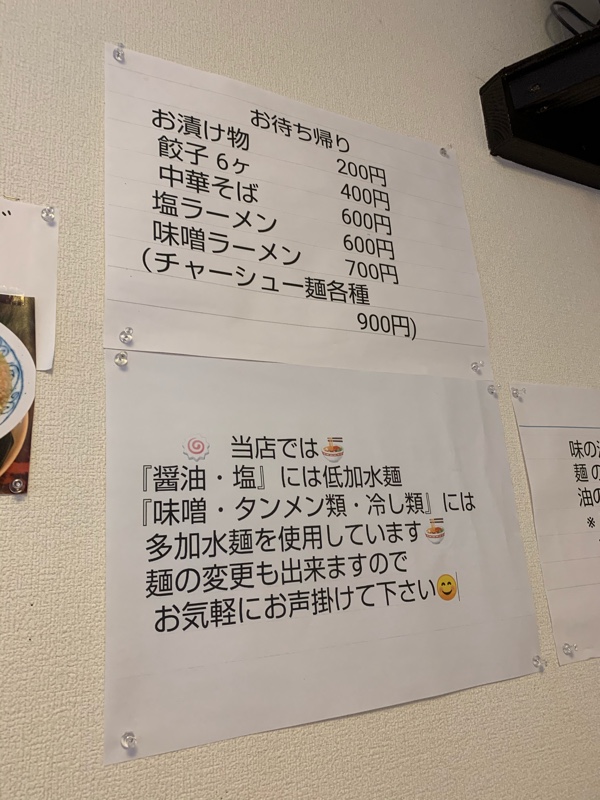 お待ち帰り
お漬け物 200円
餃子 6ヶ 400円
中華そば 600円
塩ラーメン 600円
味噌ラーメン 700円
(チャーシュー麺各種
900円)
🍥 当店では🍜
『醤油・塩』には低加水麺
『味噌・タンメン類・冷し類』には
多加水麺を使用しています🍜
麺の変更も出来ますので
お気軽にお声掛けて下さい😊
味の
麺の
油の
※